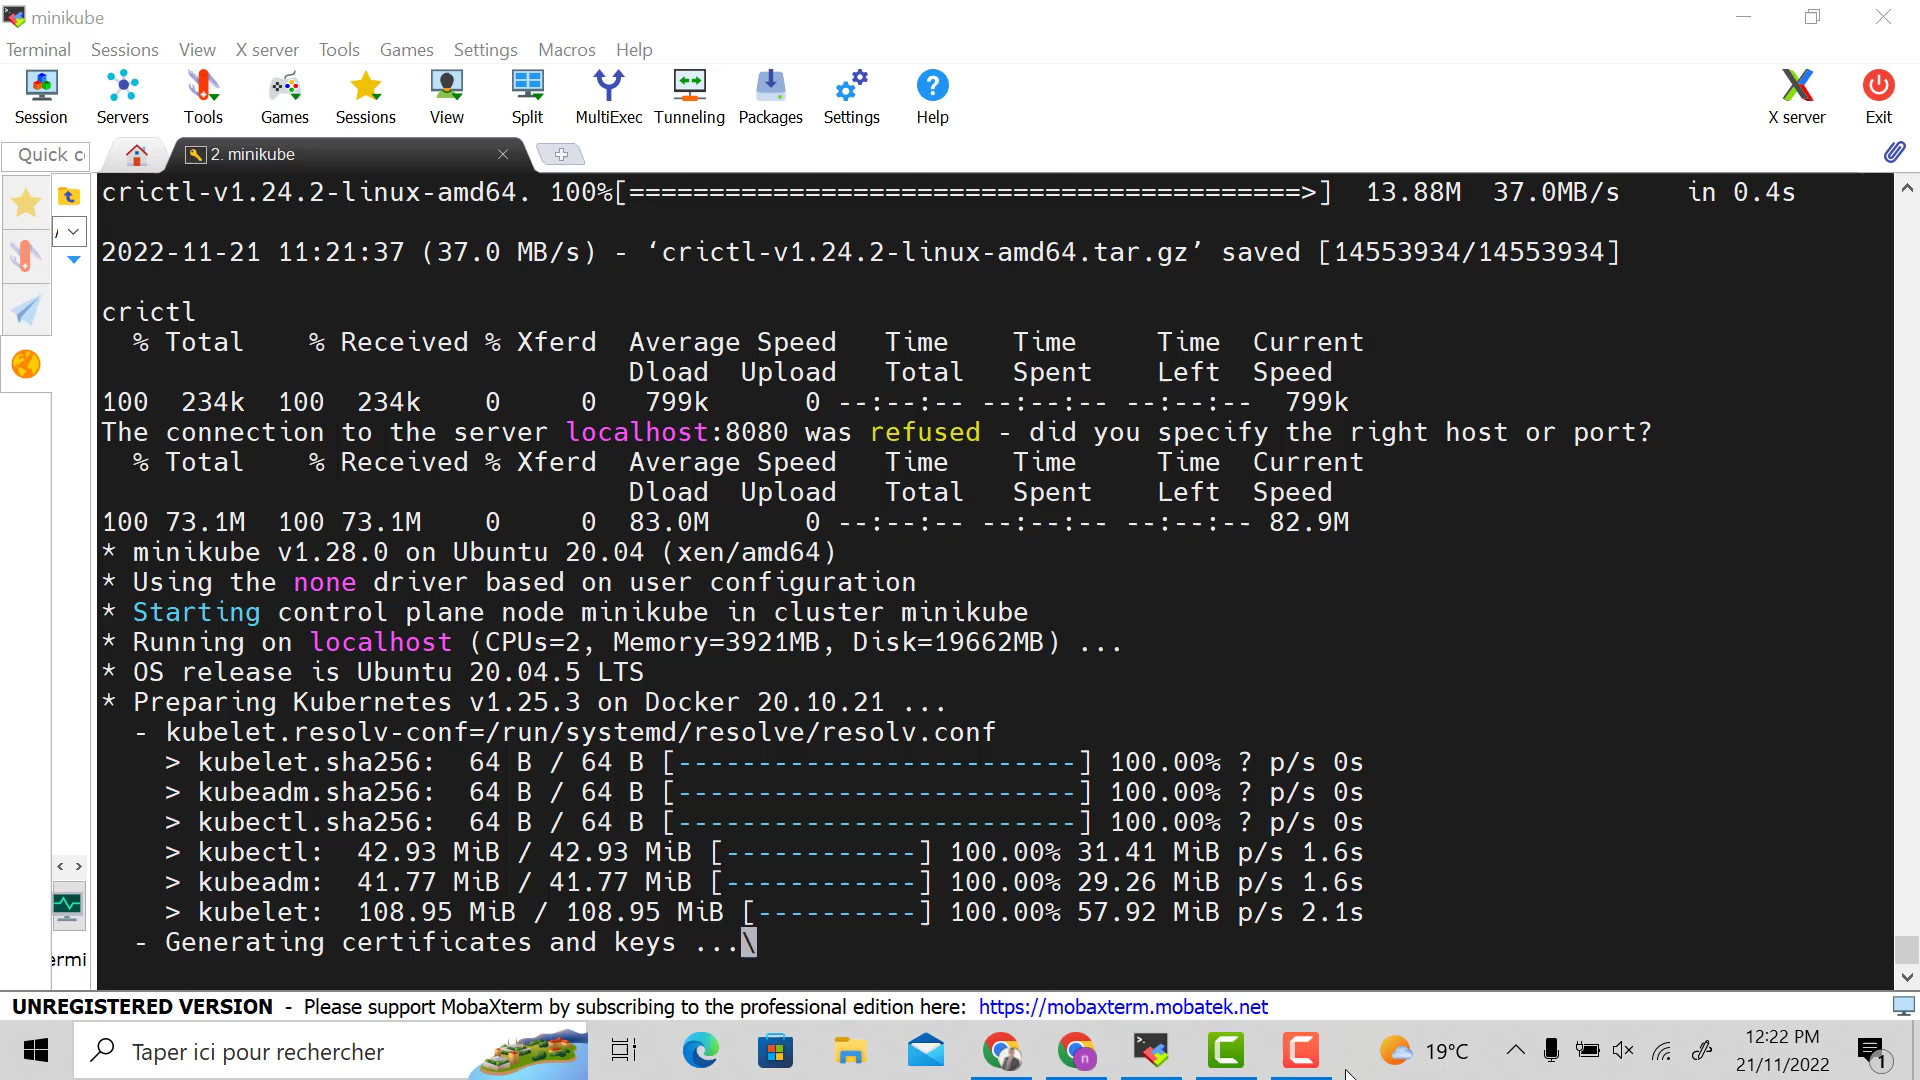 minikube
Terminal Sessions View X server Tools Games Settings Macros Help
Session Servers Tools Games Sessions View Split MultiExec Tunneling Packages Settings Help X server Exit
Quick c 2. minikube
crictl-v1.24.2-linux-amd64. 100%[==========================================>] 13.88M 37.0MB/s in 0.4s
2022-11-21 11:21:37 (37.0 MB/s) - ‘crictl-v1.24.2-linux-amd64.tar.gz’ saved [14553934/14553934]
crictl
% Total % Received % Xferd Average Speed Time Time Time Current
Dload Upload Total Spent Left Speed
100 234k 100 234k 0 0 799k 0 --:--:-- --:--:-- --:--:-- 799k
The connection to the server localhost:8080 was refused - did you specify the right host or port?
% Total % Received % Xferd Average Speed Time Time Time Current
Dload Upload Total Spent Left Speed
100 73.1M 100 73.1M 0 0 83.0M 0 --:--:-- --:--:-- --:--:-- 82.9M
* minikube v1.28.0 on Ubuntu 20.04 (xen/amd64)
* Using the none driver based on user configuration
* Starting control plane node minikube in cluster minikube
* Running on localhost (CPUs=2, Memory=3921MB, Disk=19662MB) ...
* OS release is Ubuntu 20.04.5 LTS
* Preparing Kubernetes v1.25.3 on Docker 20.10.21 ...
- kubelet.resolv-conf=/run/systemd/resolve/resolv.conf
> kubelet.sha256: 64 B / 64 B [-------------------------] 100.00% ? p/s 0s
> kubeadm.sha256: 64 B / 64 B [-------------------------] 100.00% ? p/s 0s
> kubectl.sha256: 64 B / 64 B [-------------------------] 100.00% ? p/s 0s
> kubectl: 42.93 MiB / 42.93 MiB [------------] 100.00% 31.41 MiB p/s 1.6s
> kubeadm: 41.77 MiB / 41.77 MiB [------------] 100.00% 29.26 MiB p/s 1.6s
> kubelet: 108.95 MiB / 108.95 MiB [----------] 100.00% 57.92 MiB p/s 2.1s
- Generating certificates and keys ...\
ermi
UNREGISTERED VERSION - Please support MobaXterm by subscribing to the professional edition here: https://mobaxterm.mobatek.net
Taper ici pour rechercher
19°C
12:22 PM
21/11/2022
1